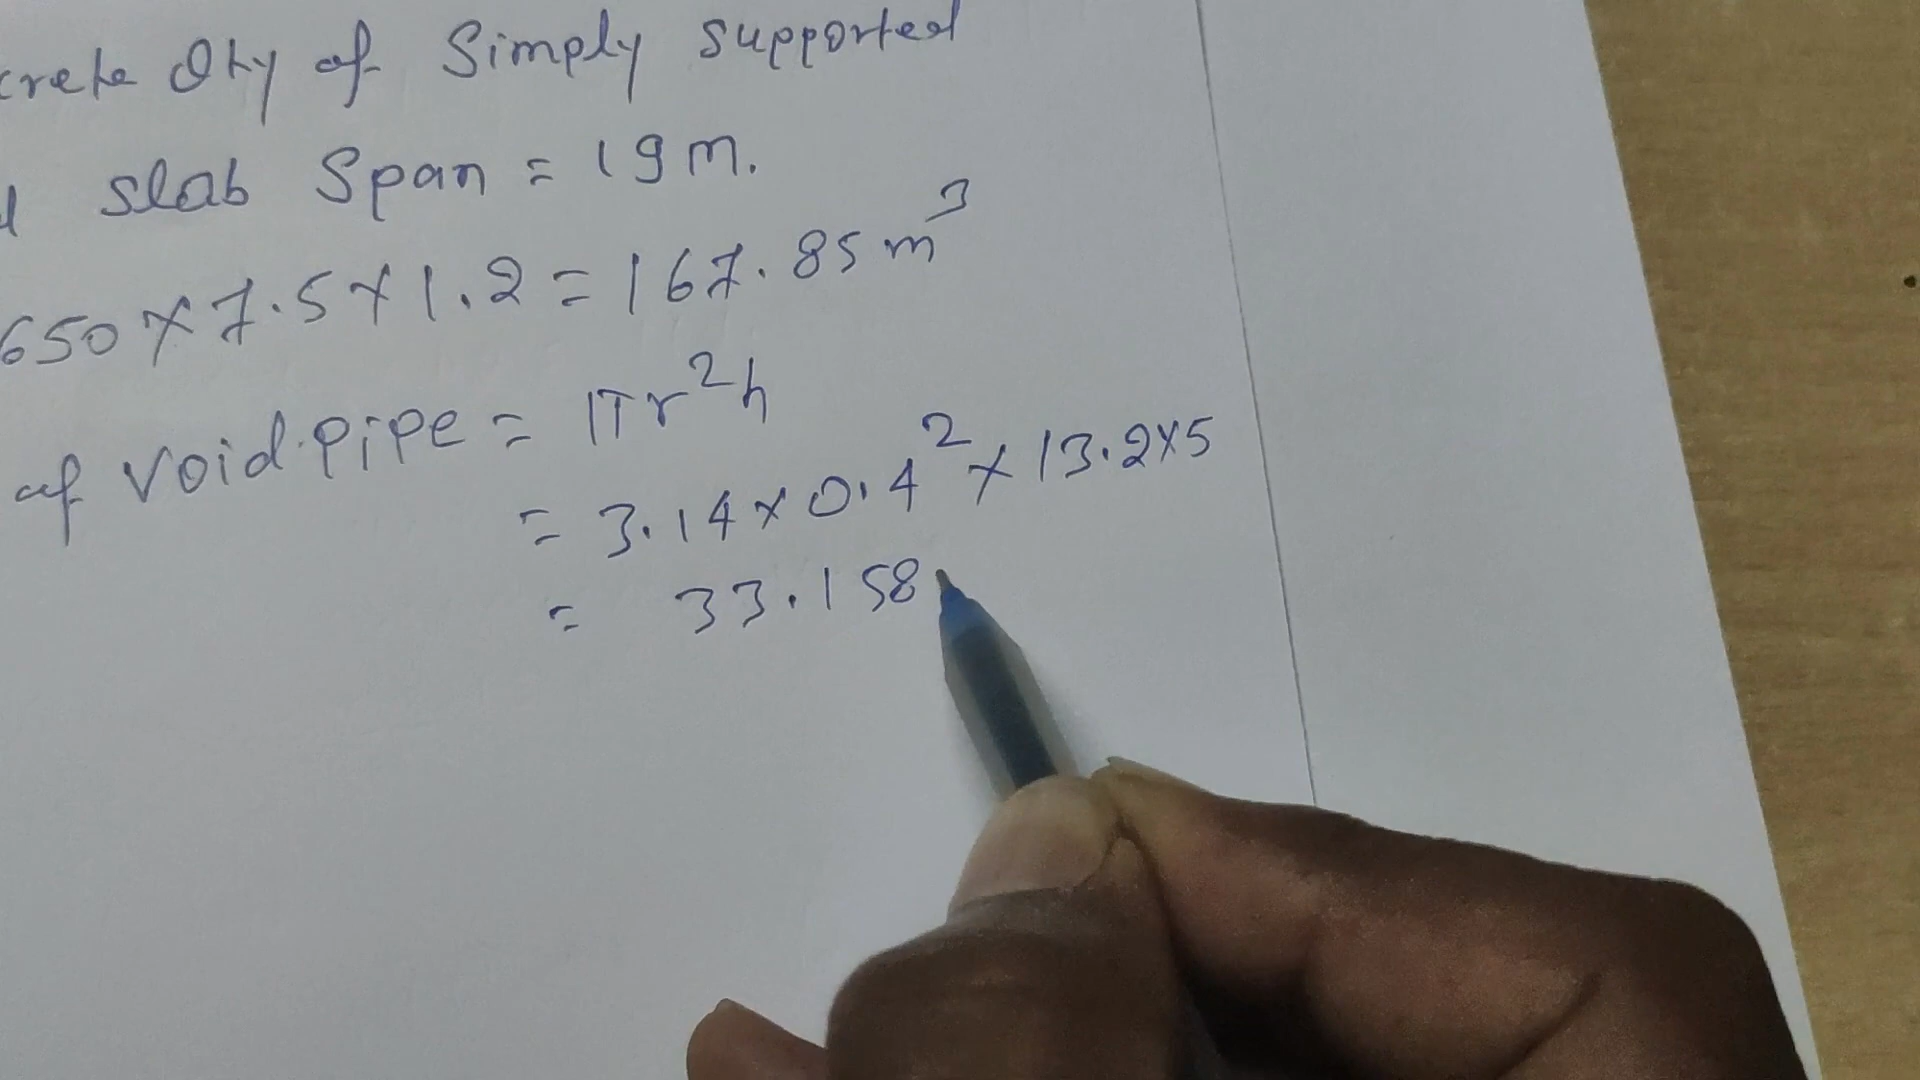 crete Qty of Simply supported
d slab Span = 19m.
650 × 7.5 × 1.2 = 167.85 m³
of void pipe = πr²h
= 3.14 × 0.4² × 13.2 × 5
= 33.158